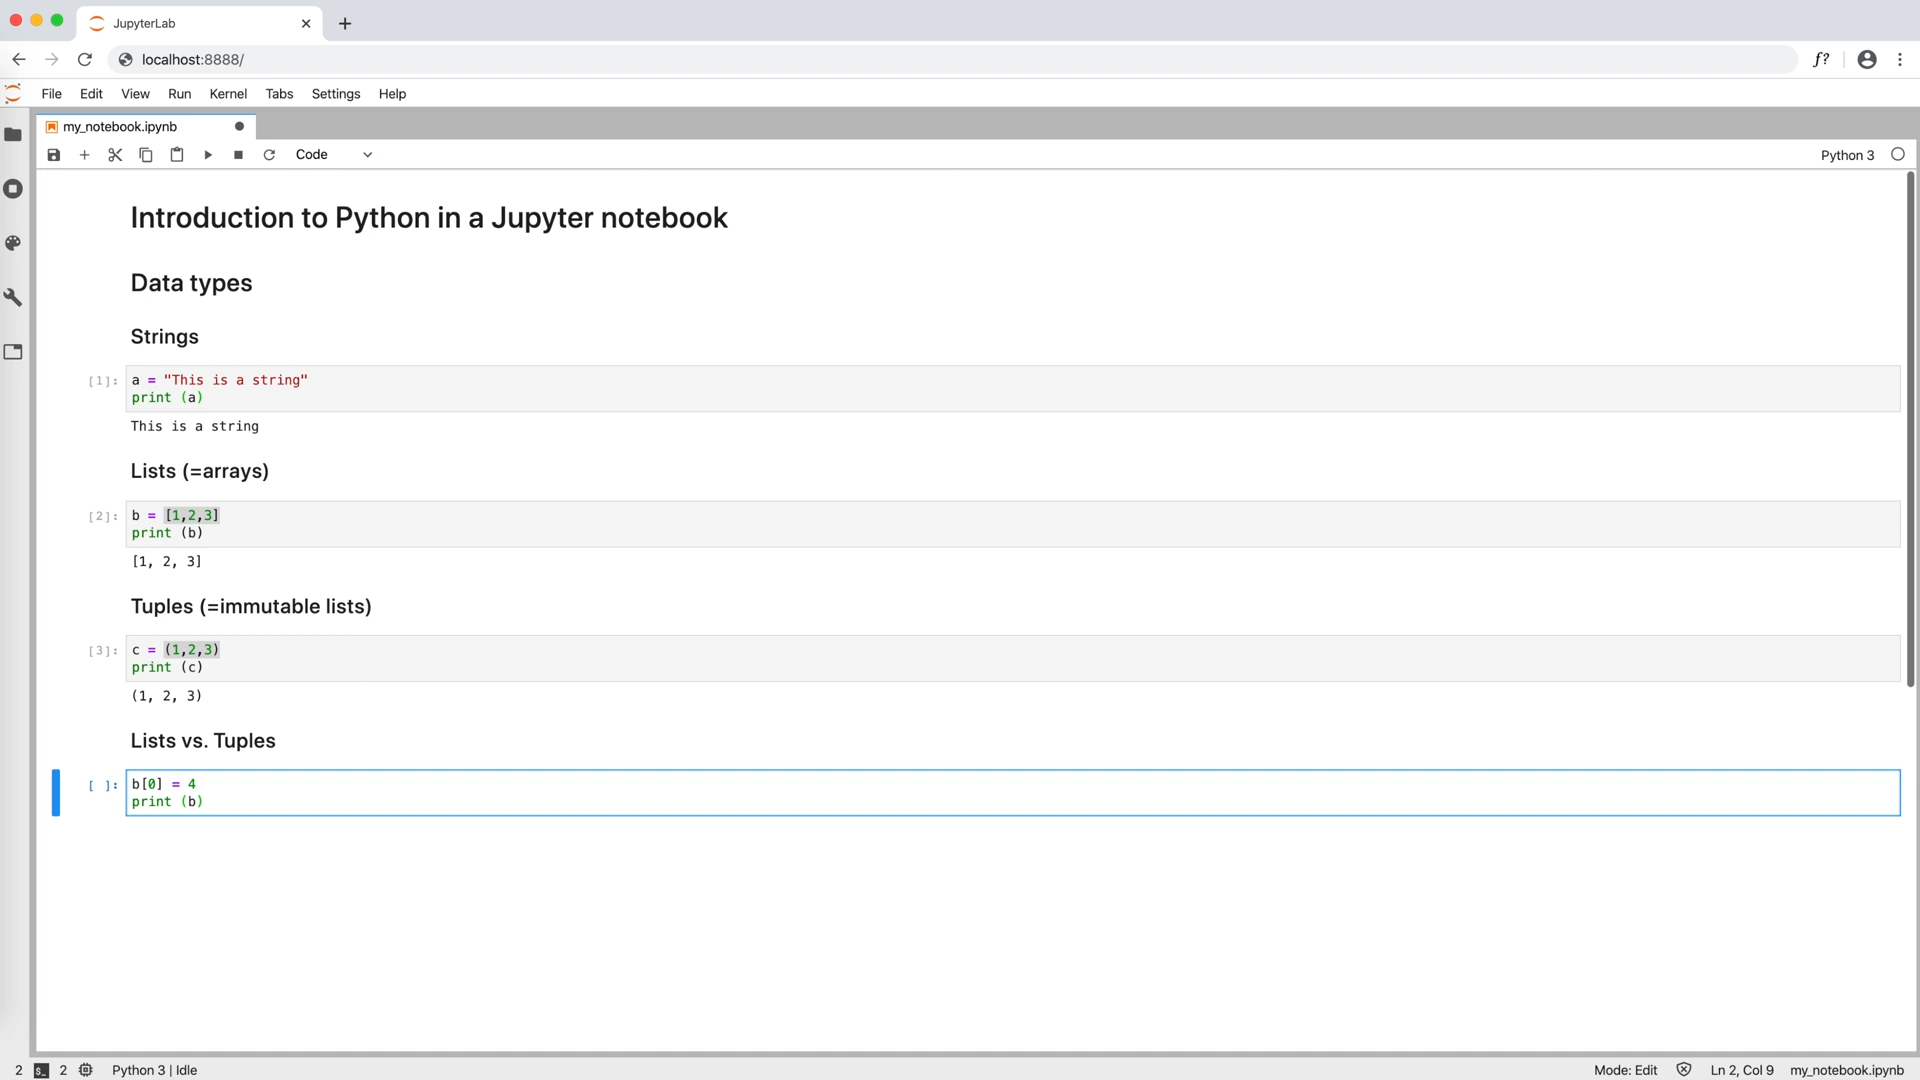 JupyterLab
localhost:8888/
f?
File Edit View Run Kernel Tabs Settings Help
my_notebook.ipynb
Code
Python 3
Introduction to Python in a Jupyter notebook
Data types
Strings
[1]: a = "This is a string"
print (a)
This is a string
Lists (=arrays)
[2]: b = [1,2,3]
print (b)
[1, 2, 3]
Tuples (=immutable lists)
[3]: c = (1,2,3)
print (c)
(1, 2, 3)
Lists vs. Tuples
[ ]: b[0] = 4
print (b)
2 $_ 2 Python 3 | Idle Mode: Edit Ln 2, Col 9 my_notebook.ipynb